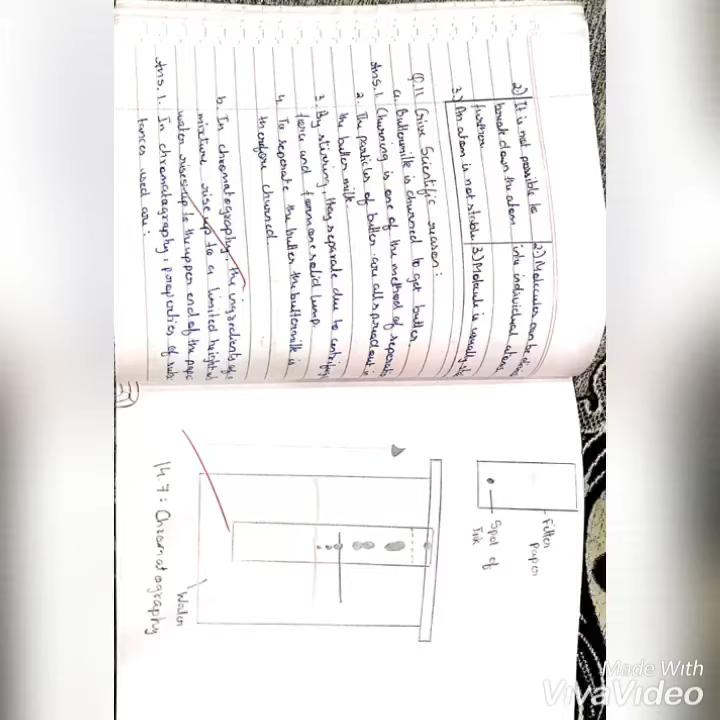 2) It is not possible to
break down the atom
further.
3.) An atom is not stable.
2.) Molecules can be
into individual atoms
3) Molecule is usually
Q.11 Give Scientific reason:
a. Buttermilk is churned to get butter.
Ans. 1. Churning is one of the method of
2. The particles of butter are all spread out
the butter milk.
3. By stirring, they separate due to
force and form one solid lump.
4. To seperate the butter the buttermilk is
therefore churned.
b. In chromatography, the ingredients of
mixture rise up to a limited height
water rises up to the upper end of the
Ans. 1. In chromatography, properties of
tances used are:
Filter
paper
Spot of
Ink
Water
14.7: Chromatography
Made With
VivaVideo